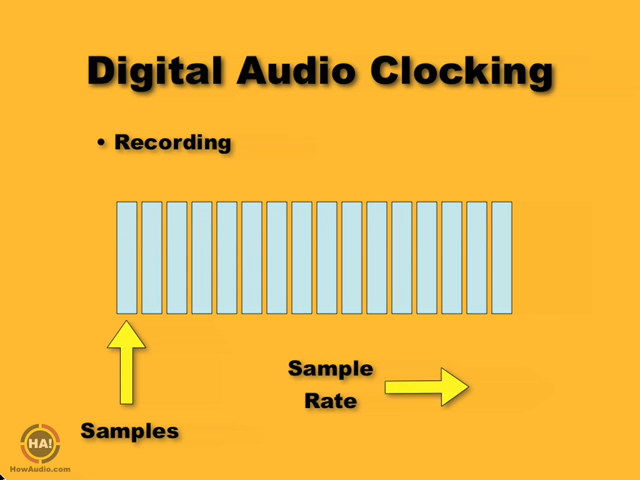 Digital Audio Clocking
• Recording
Sample
Rate
Samples
HA!
HowAudio.com